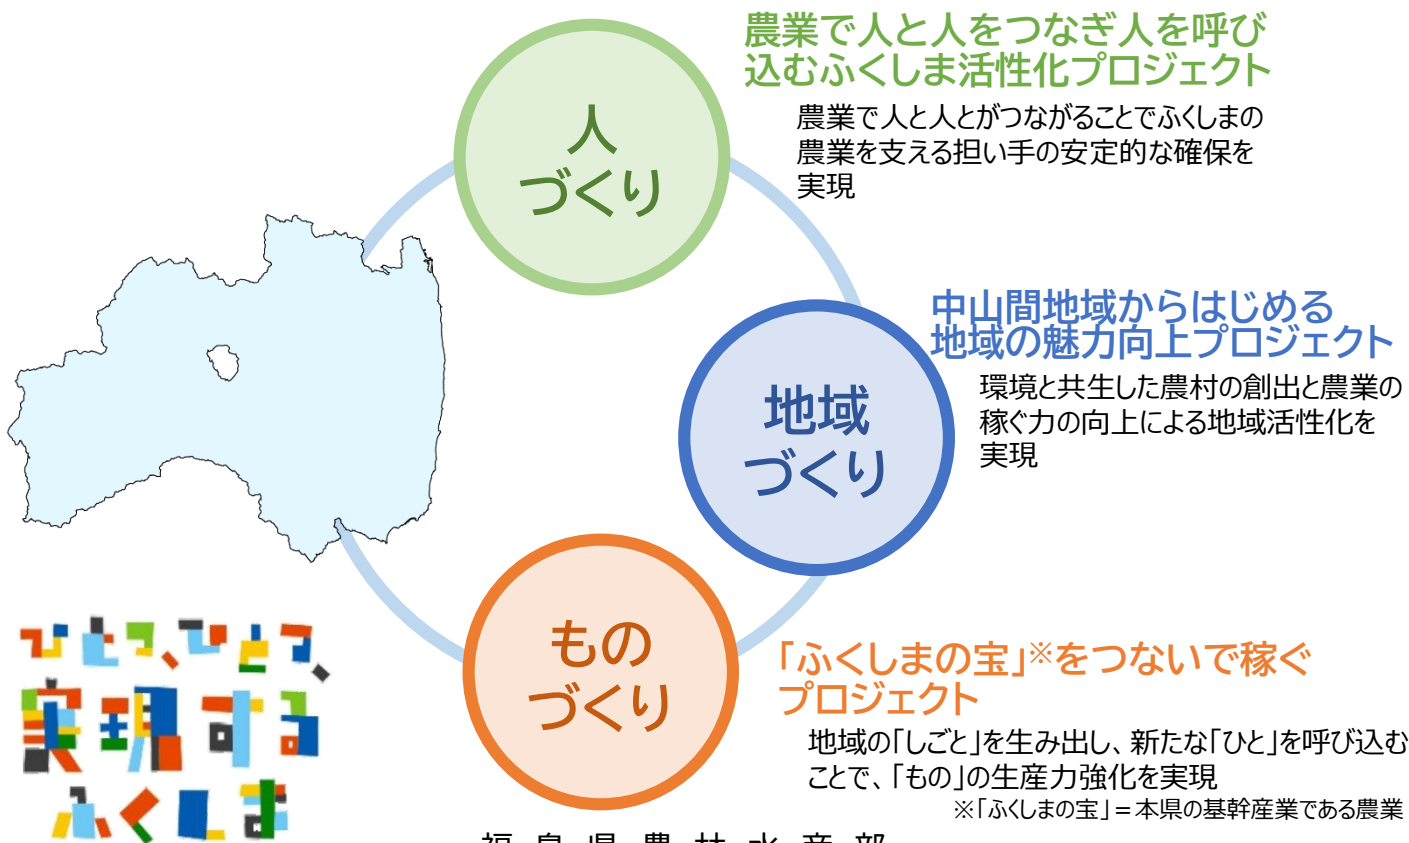 農業で人と人をつなぎ人を呼び
込むふくしま活性化プロジェクト
農業で人と人とがつながることでふくしまの
農業を支える担い手の安定的な確保を
実現
人
づくり
中山間地域からはじめる
地域の魅力向上プロジェクト
環境と共生した農村の創出と農業の
稼ぐ力の向上による地域活性化を
実現
地域
づくり
もの
づくり
「ふくしまの宝」※をつないで稼ぐ
プロジェクト
地域の「しごと」を生み出し、新たな「ひと」を呼び込む
ことで、「もの」の生産力強化を実現
※「ふくしまの宝」＝本県の基幹産業である農業
ひとつ、ひとつ、
実現する
ふくしま
福島県農林水産部